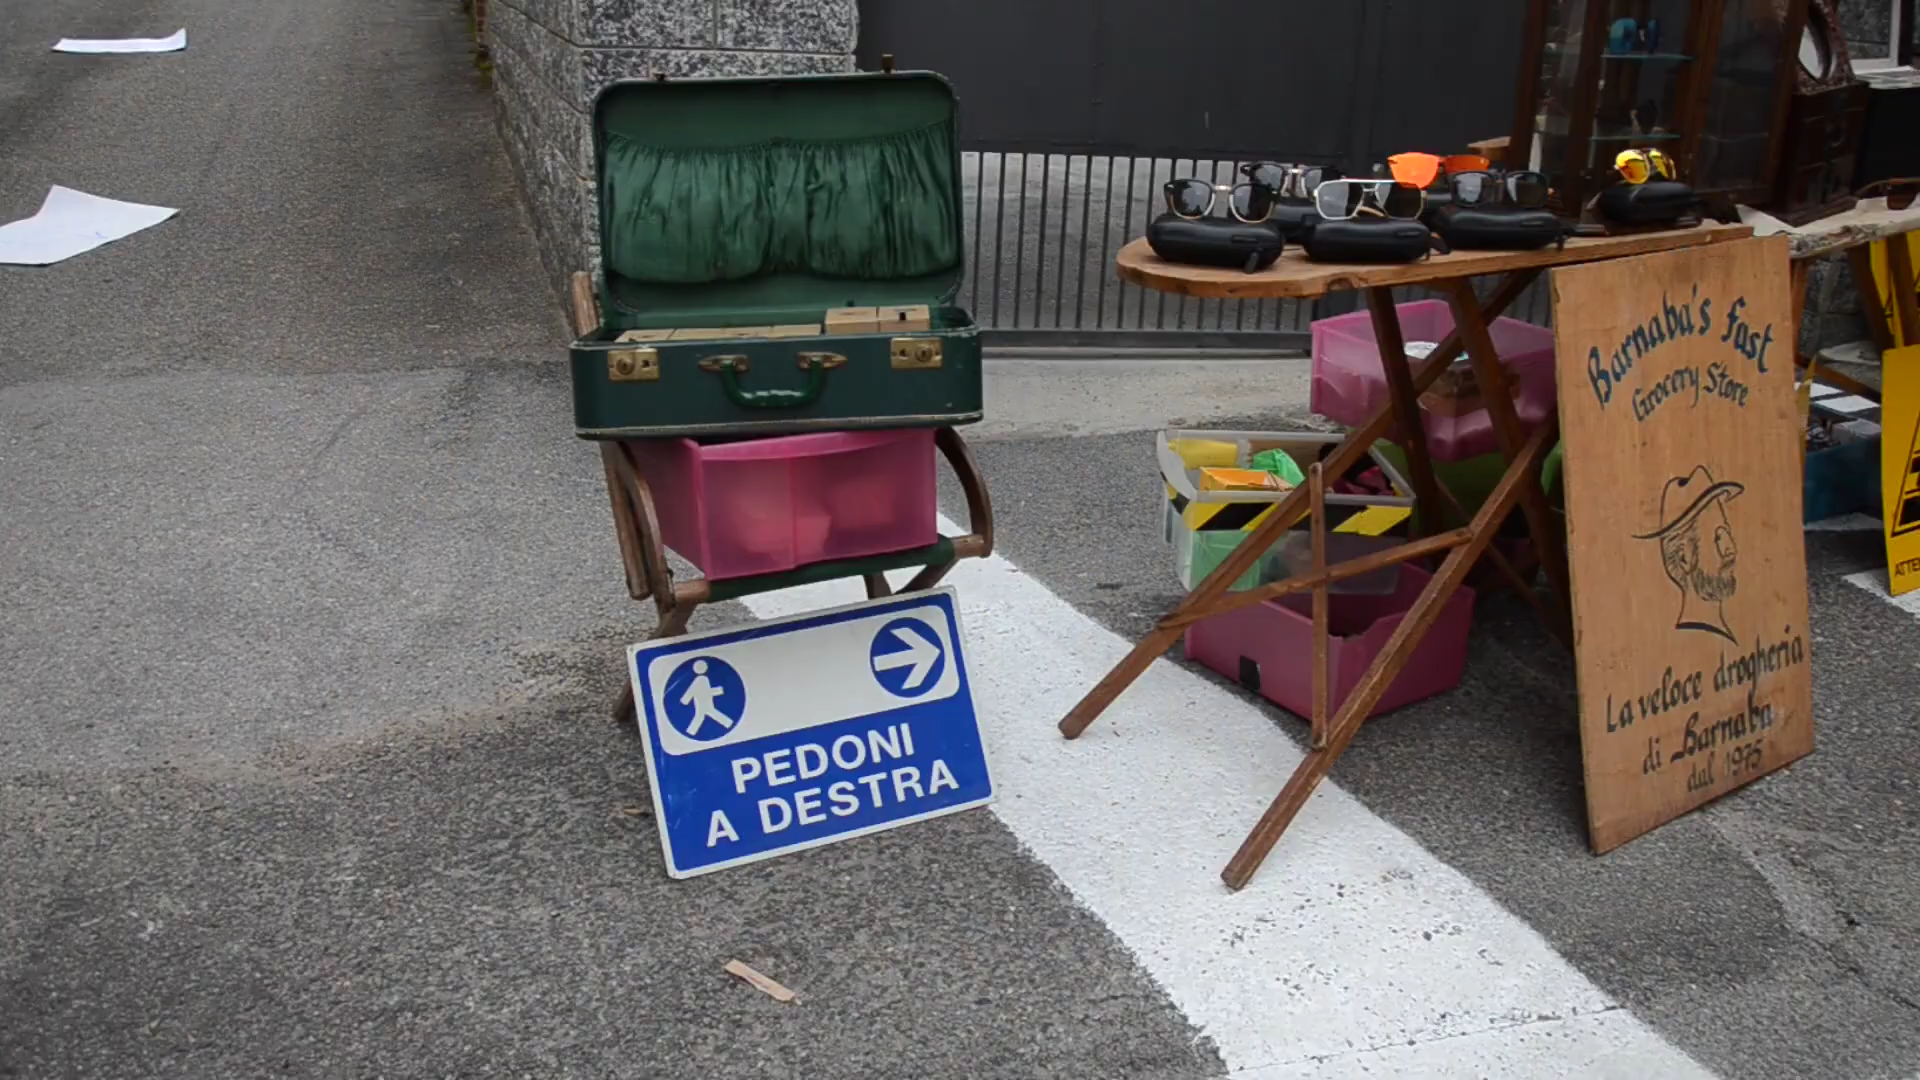 PEDONI
A DESTRA
Barnaba's fast
Grocery Store
La veloce drogheria
di Barnaba
dal 1975